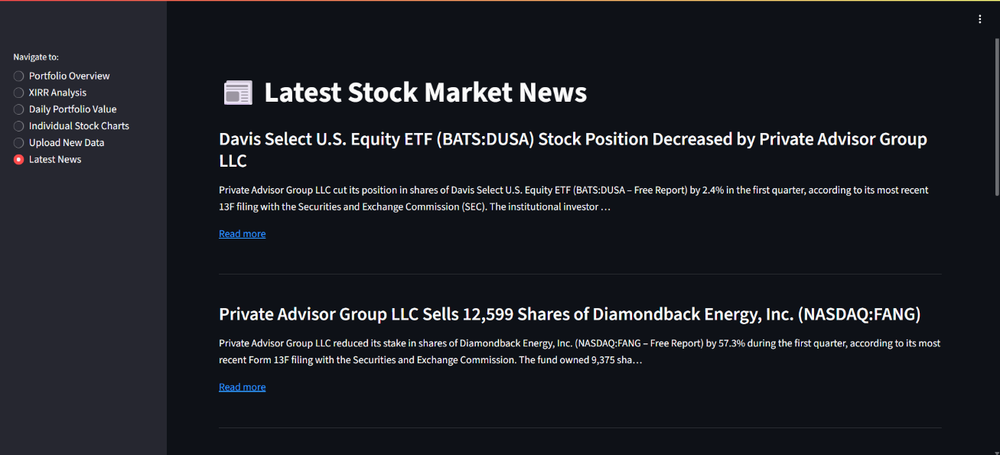 Navigate to:
Portfolio Overview
XIRR Analysis
Daily Portfolio Value
Individual Stock Charts
Upload New Data
Latest News
Latest Stock Market News
Davis Select U.S. Equity ETF (BATS:DUSA) Stock Position Decreased by Private Advisor Group
LLC
Private Advisor Group LLC cut its position in shares of Davis Select U.S. Equity ETF (BATS:DUSA – Free Report) by 2.4% in the first quarter, according to its most recent
13F filing with the Securities and Exchange Commission (SEC). The institutional investor …
Read more
Private Advisor Group LLC Sells 12,599 Shares of Diamondback Energy, Inc. (NASDAQ:FANG)
Private Advisor Group LLC reduced its stake in shares of Diamondback Energy, Inc. (NASDAQ:FANG – Free Report) by 57.3% during the first quarter, according to its most
recent Form 13F filing with the Securities and Exchange Commission. The fund owned 9,375 sha…
Read more